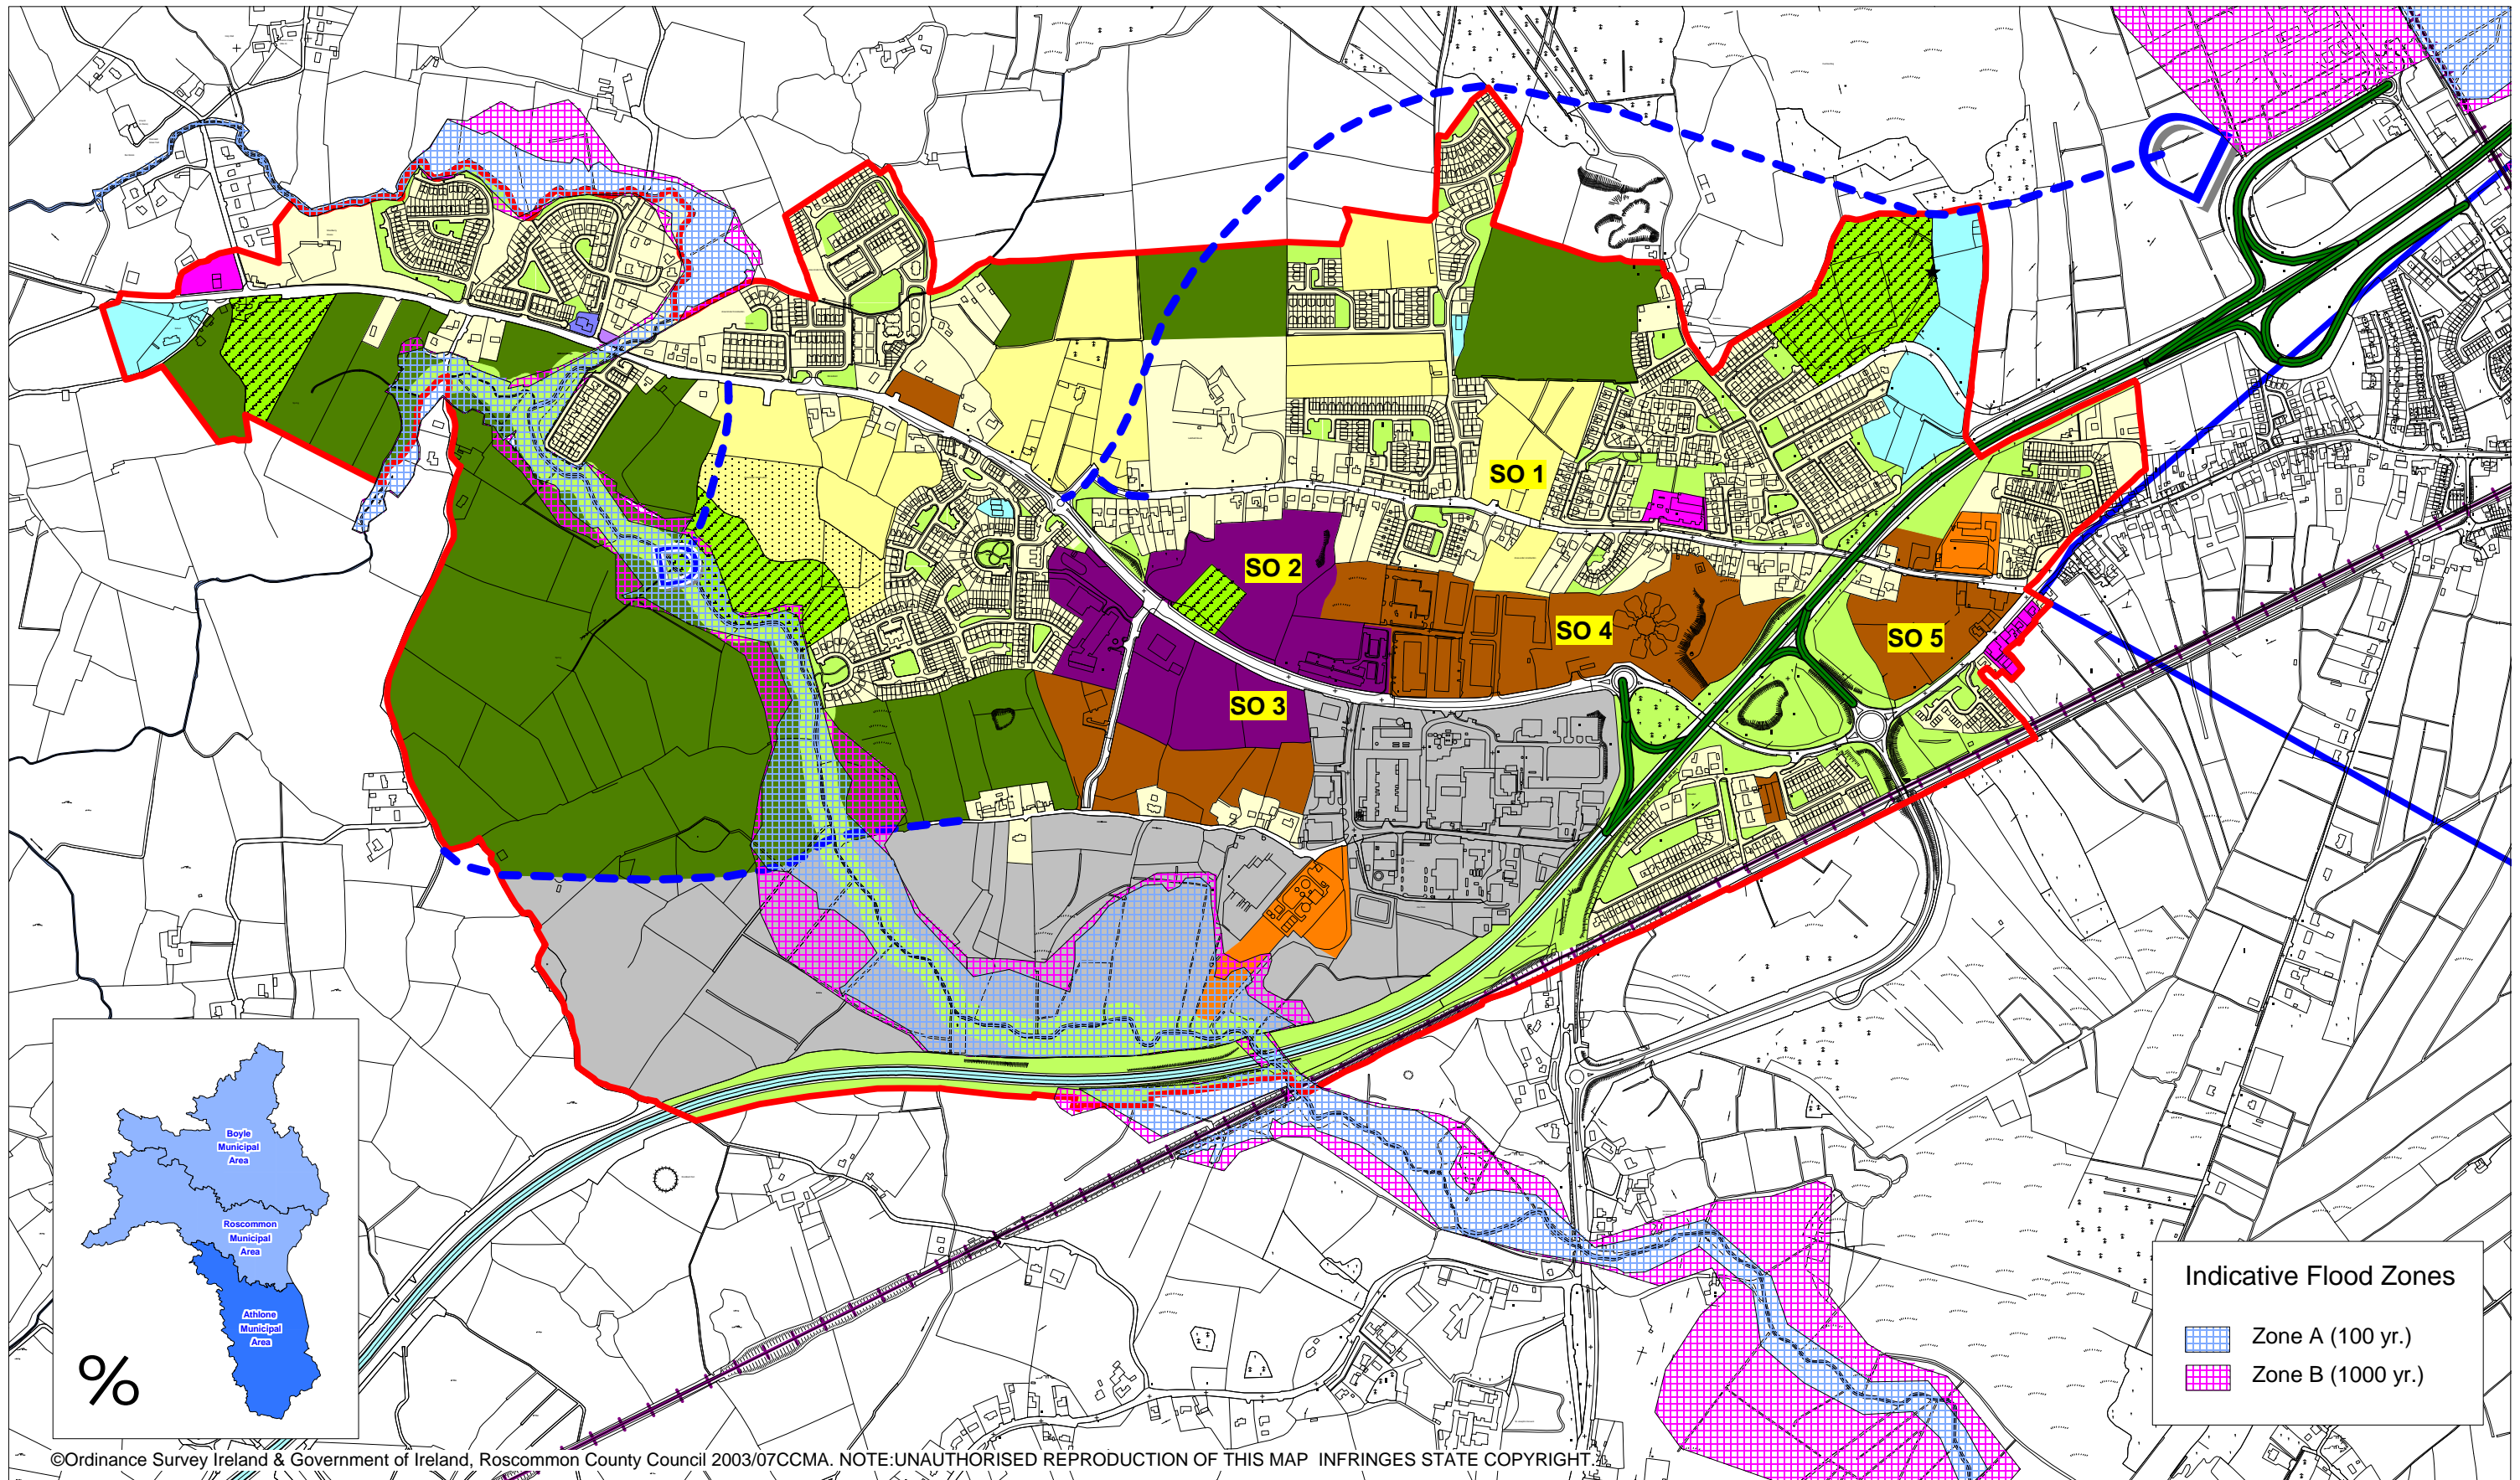 SO 1
SO 2
SO 4
SO 5
SO 3
Boyle
Municipal
Area
Roscommon
Municipal
Area
Athlone
Municipal
Area
%
Indicative Flood Zones
Zone A (100 yr.)
Zone B (1000 yr.)
©Ordinance Survey Ireland & Government of Ireland, Roscommon County Council 2003/07CCMA. NOTE:UNAUTHORISED REPRODUCTION OF THIS MAP INFRINGES STATE COPYRIGHT.